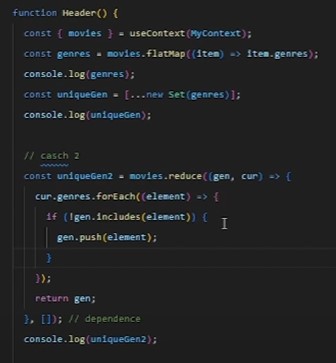 function Header() {
const { movies } = useContext(MyContext);
const genres = movies.flatMap((item) => item.genres);
console.log(genres);
const uniqueGen = [...new Set(genres)];
console.log(uniqueGen);
// casch 2
const uniqueGen2 = movies.reduce((gen, cur) => {
cur.genres.forEach((element) => {
if (!gen.includes(element)) {
gen.push(element);
}
});
return gen;
}, []); // dependence
console.log(uniqueGen2);